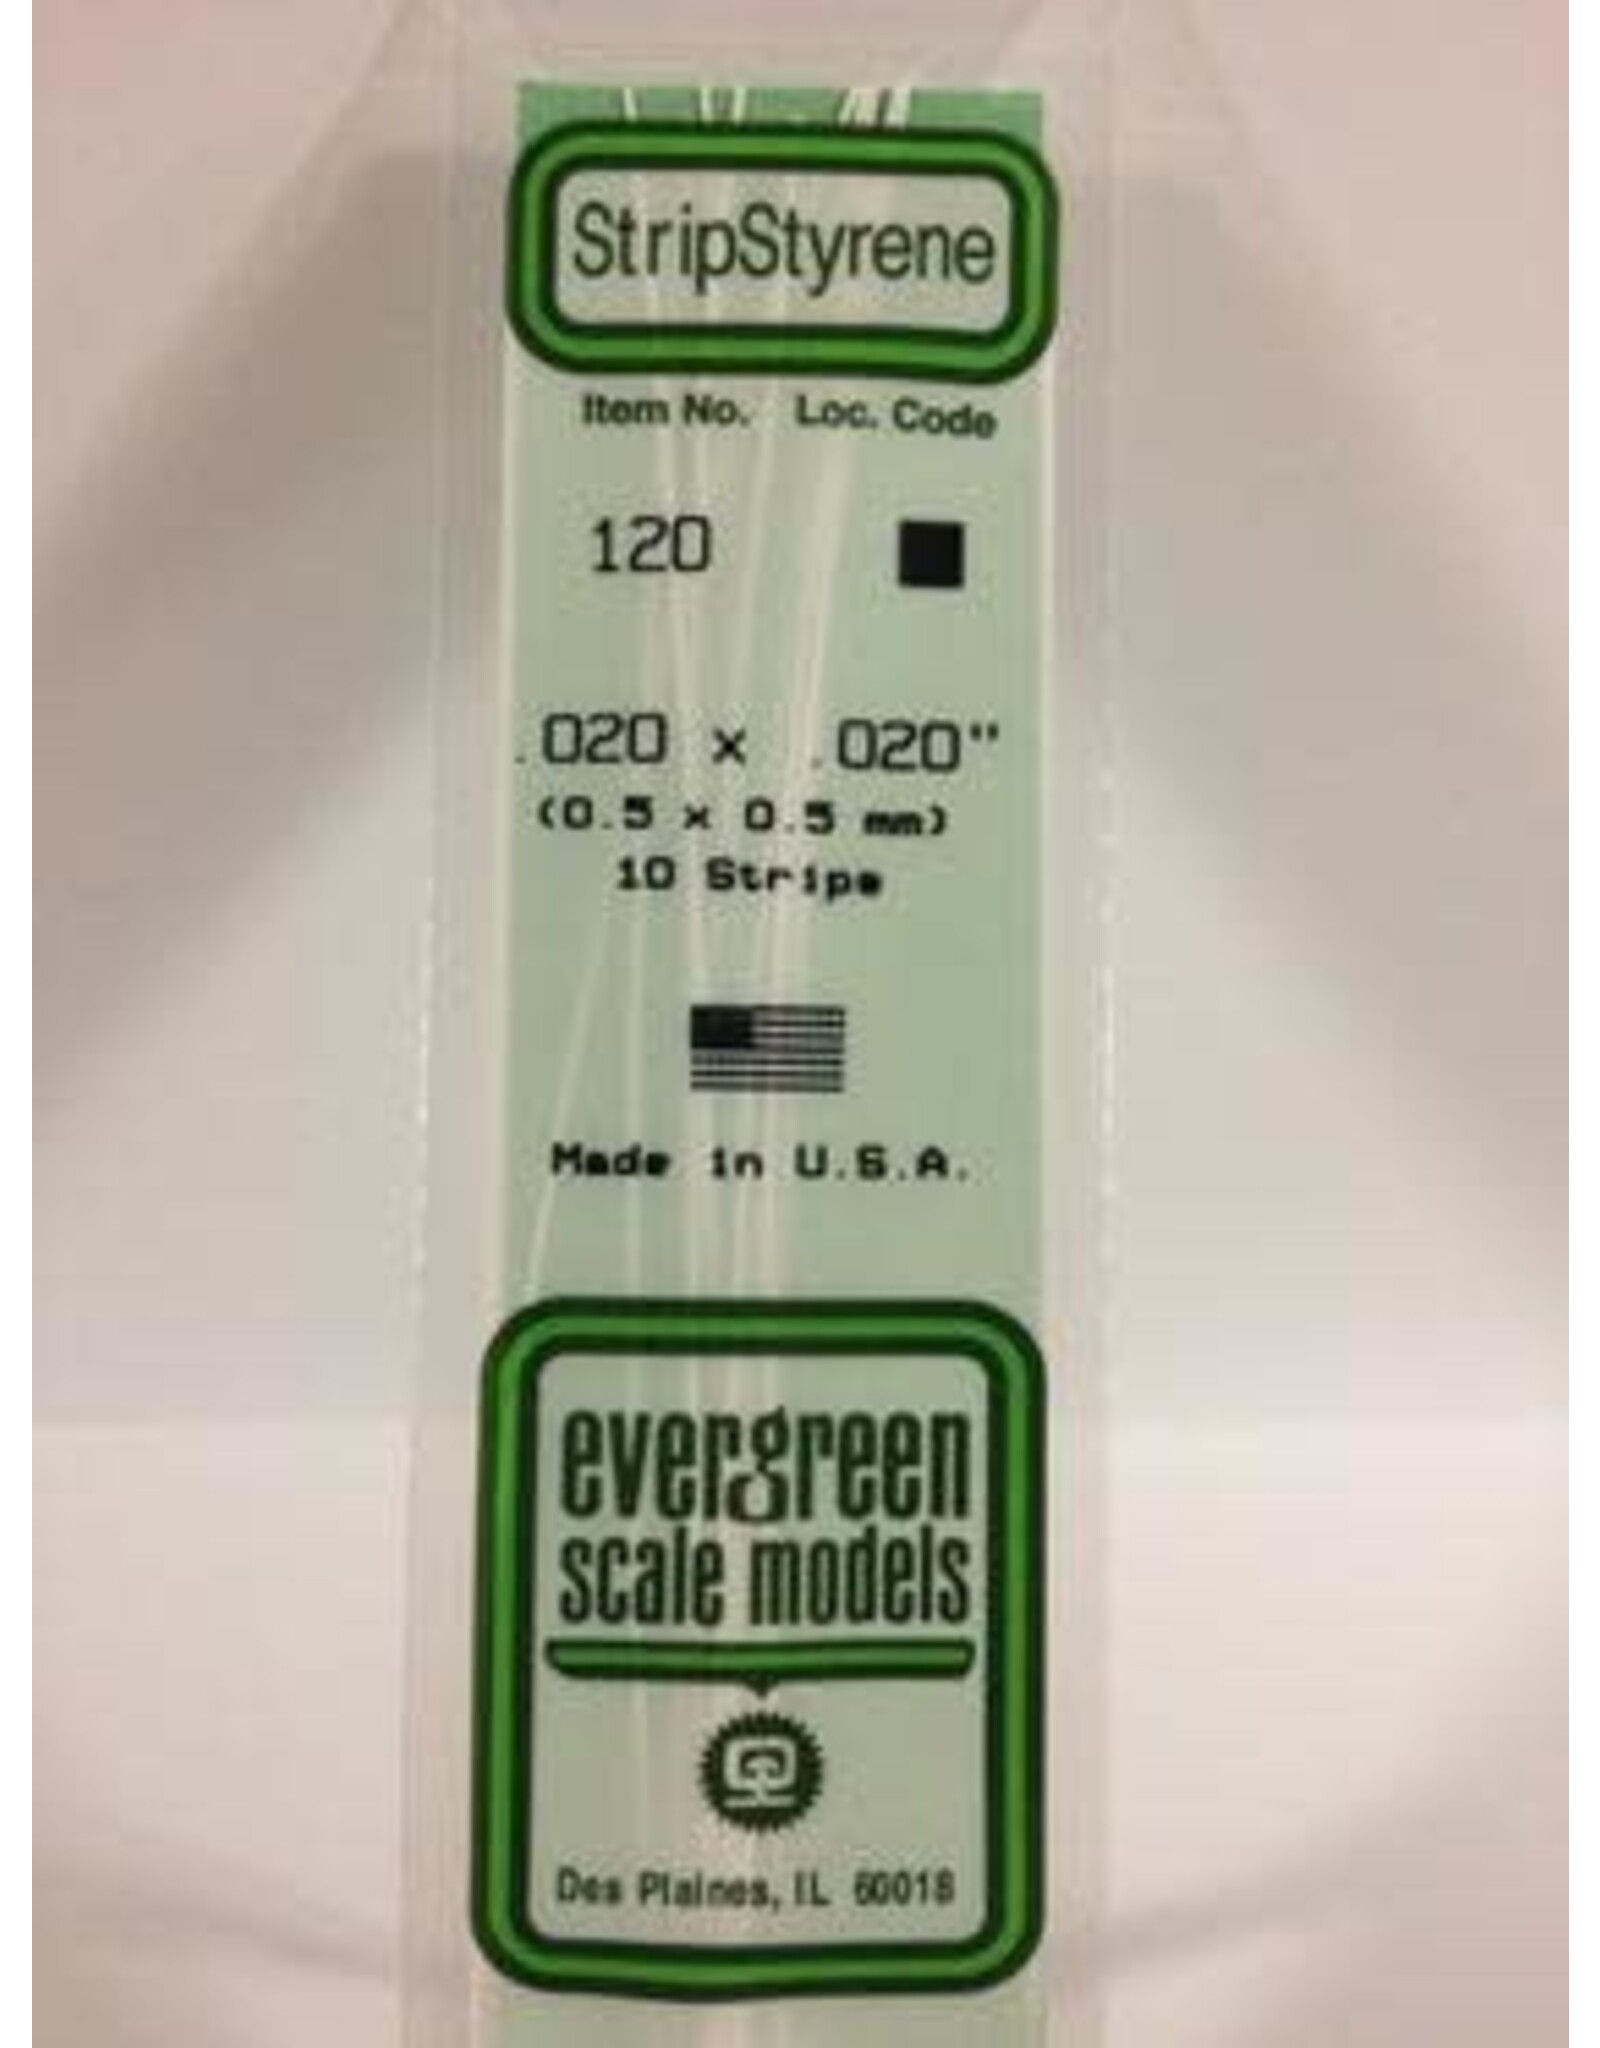 StripStyrene
Item No. Loc. Code
120
.020 x .020"
(0.5 x 0.5 mm)
10 Strips
Made in U.S.A.
evergreen
scale models
Des Plaines, IL 60018